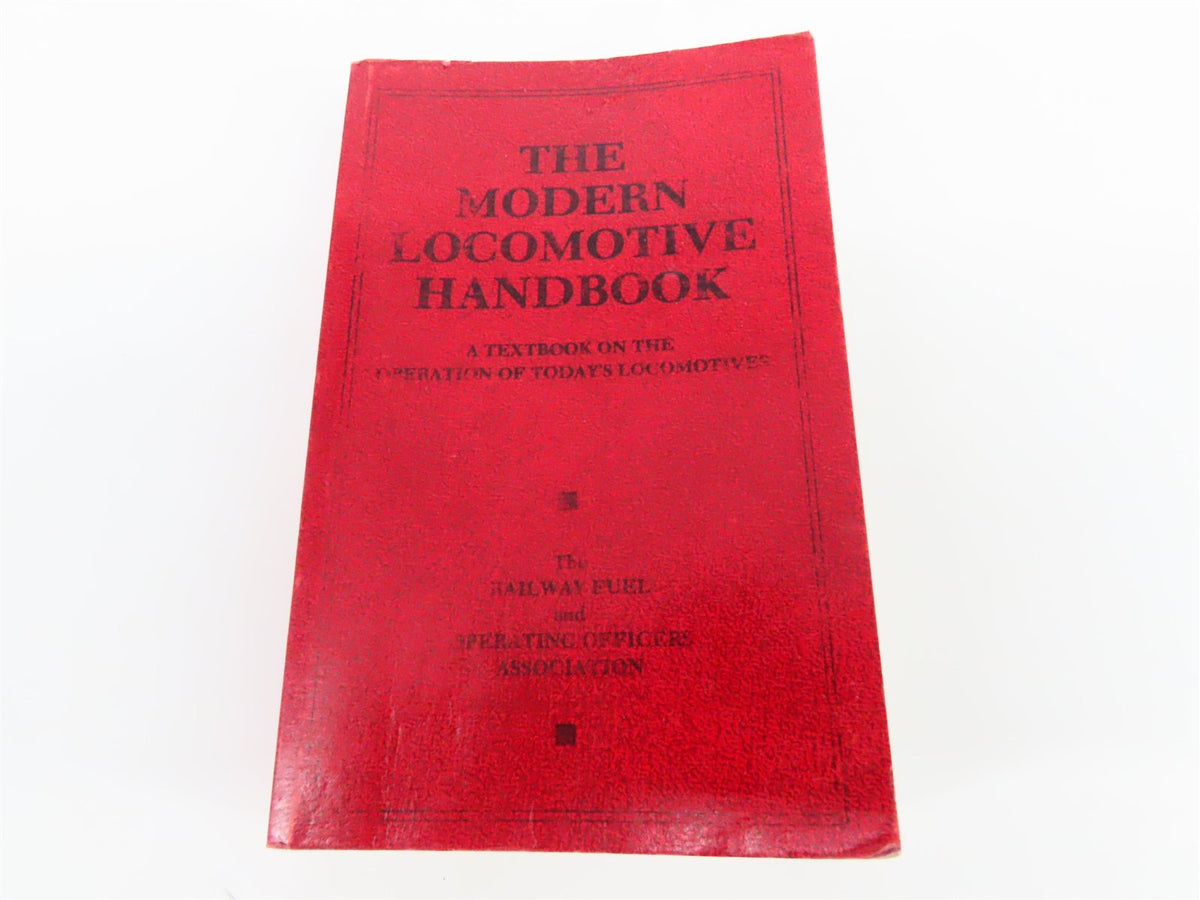 THE
MODERN
LOCOMOTIVE
HANDBOOK
A TEXTBOOK ON THE
OPERATION OF TODAY'S LOCOMOTIVES
The
RAILWAY FUEL
and
OPERATING OFFICERS
ASSOCIATION